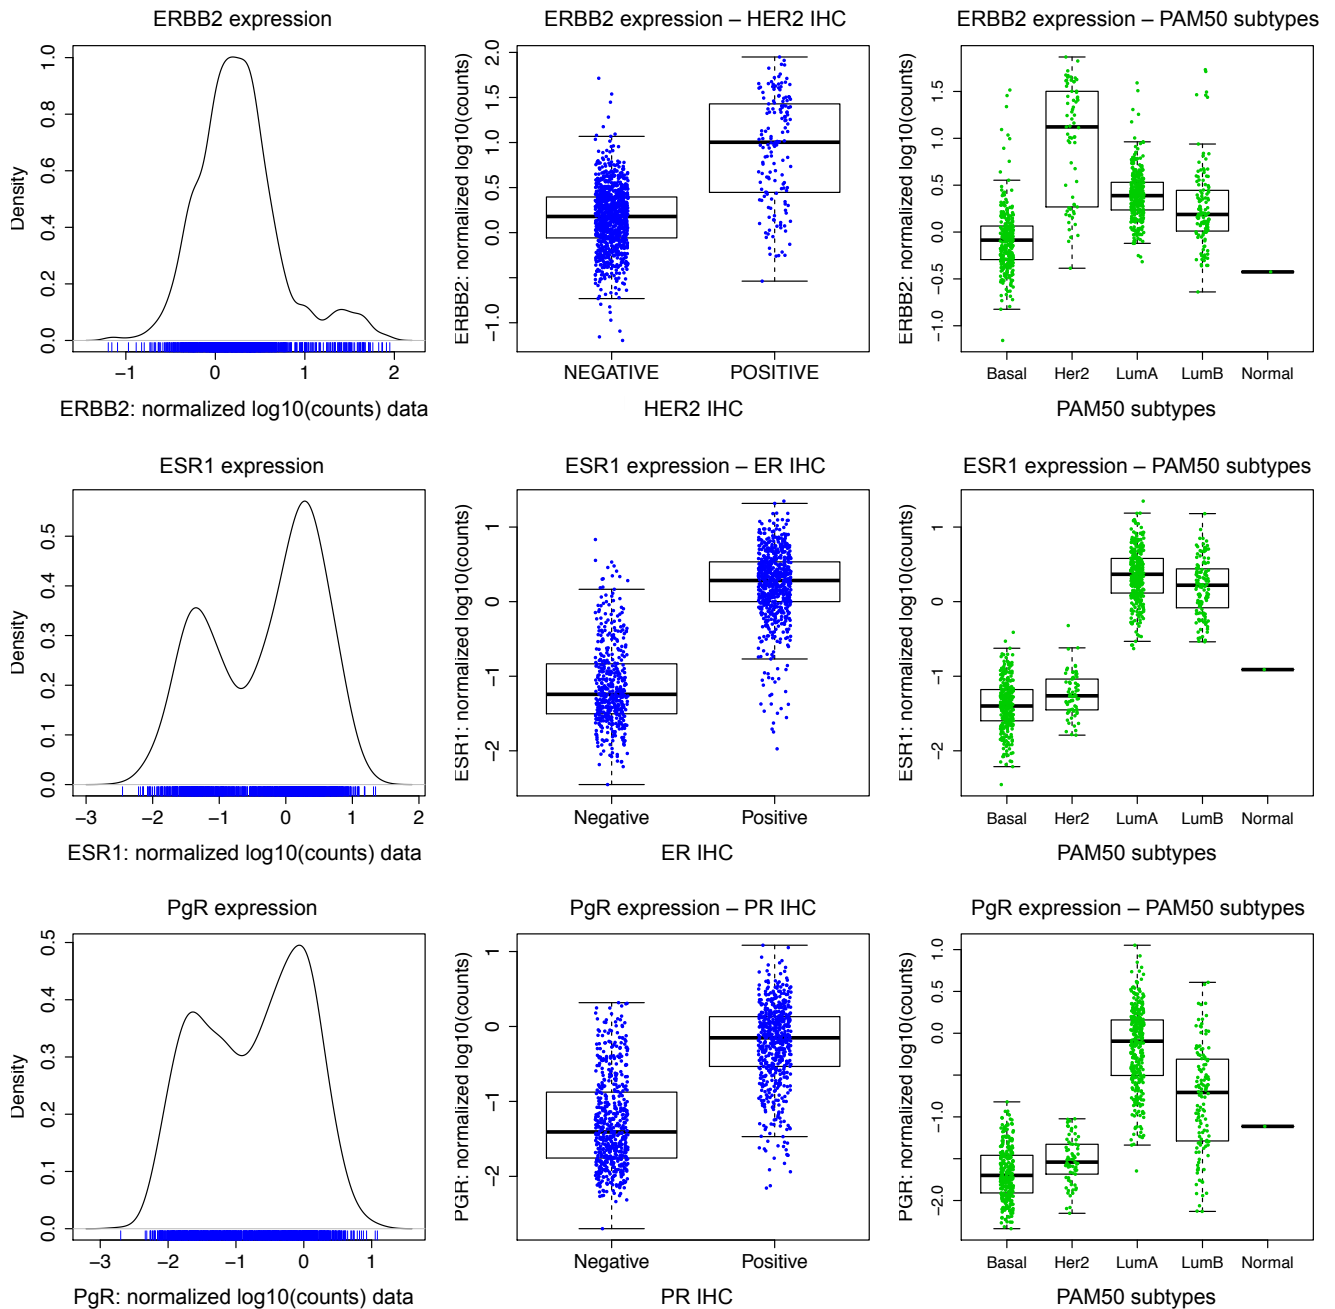 ERBB2 expression
Density
0.0 0.2 0.4 0.6 0.8 1.0
−1 0 1 2
ERBB2: normalized log10(counts) data
ERBB2 expression – HER2 IHC
ERBB2: normalized log10(counts)
−1.0 0.0 0.5 1.0 1.5 2.0
NEGATIVE POSITIVE
HER2 IHC
ERBB2 expression – PAM50 subtypes
ERBB2: normalized log10(counts)
−1.0 −0.5 0.0 0.5 1.0 1.5
Basal Her2 LumA LumB Normal
PAM50 subtypes
ESR1 expression
Density
0.0 0.1 0.2 0.3 0.4 0.5
−3 −2 −1 0 1 2
ESR1: normalized log10(counts) data
ESR1 expression – ER IHC
ESR1: normalized log10(counts)
−2 −1 0 1
Negative Positive
ER IHC
ESR1 expression – PAM50 subtypes
ESR1: normalized log10(counts)
−2 −1 0 1
Basal Her2 LumA LumB Normal
PAM50 subtypes
PgR expression
Density
0.0 0.1 0.2 0.3 0.4 0.5
−3 −2 −1 0 1
PgR: normalized log10(counts) data
PgR expression – PR IHC
PGR: normalized log10(counts)
−2 −1 0
Negative Positive
PR IHC
PgR expression – PAM50 subtypes
PGR: normalized log10(counts)
−2.0 −1.0 0.0 0.5 1.0
Basal Her2 LumA LumB Normal
PAM50 subtypes